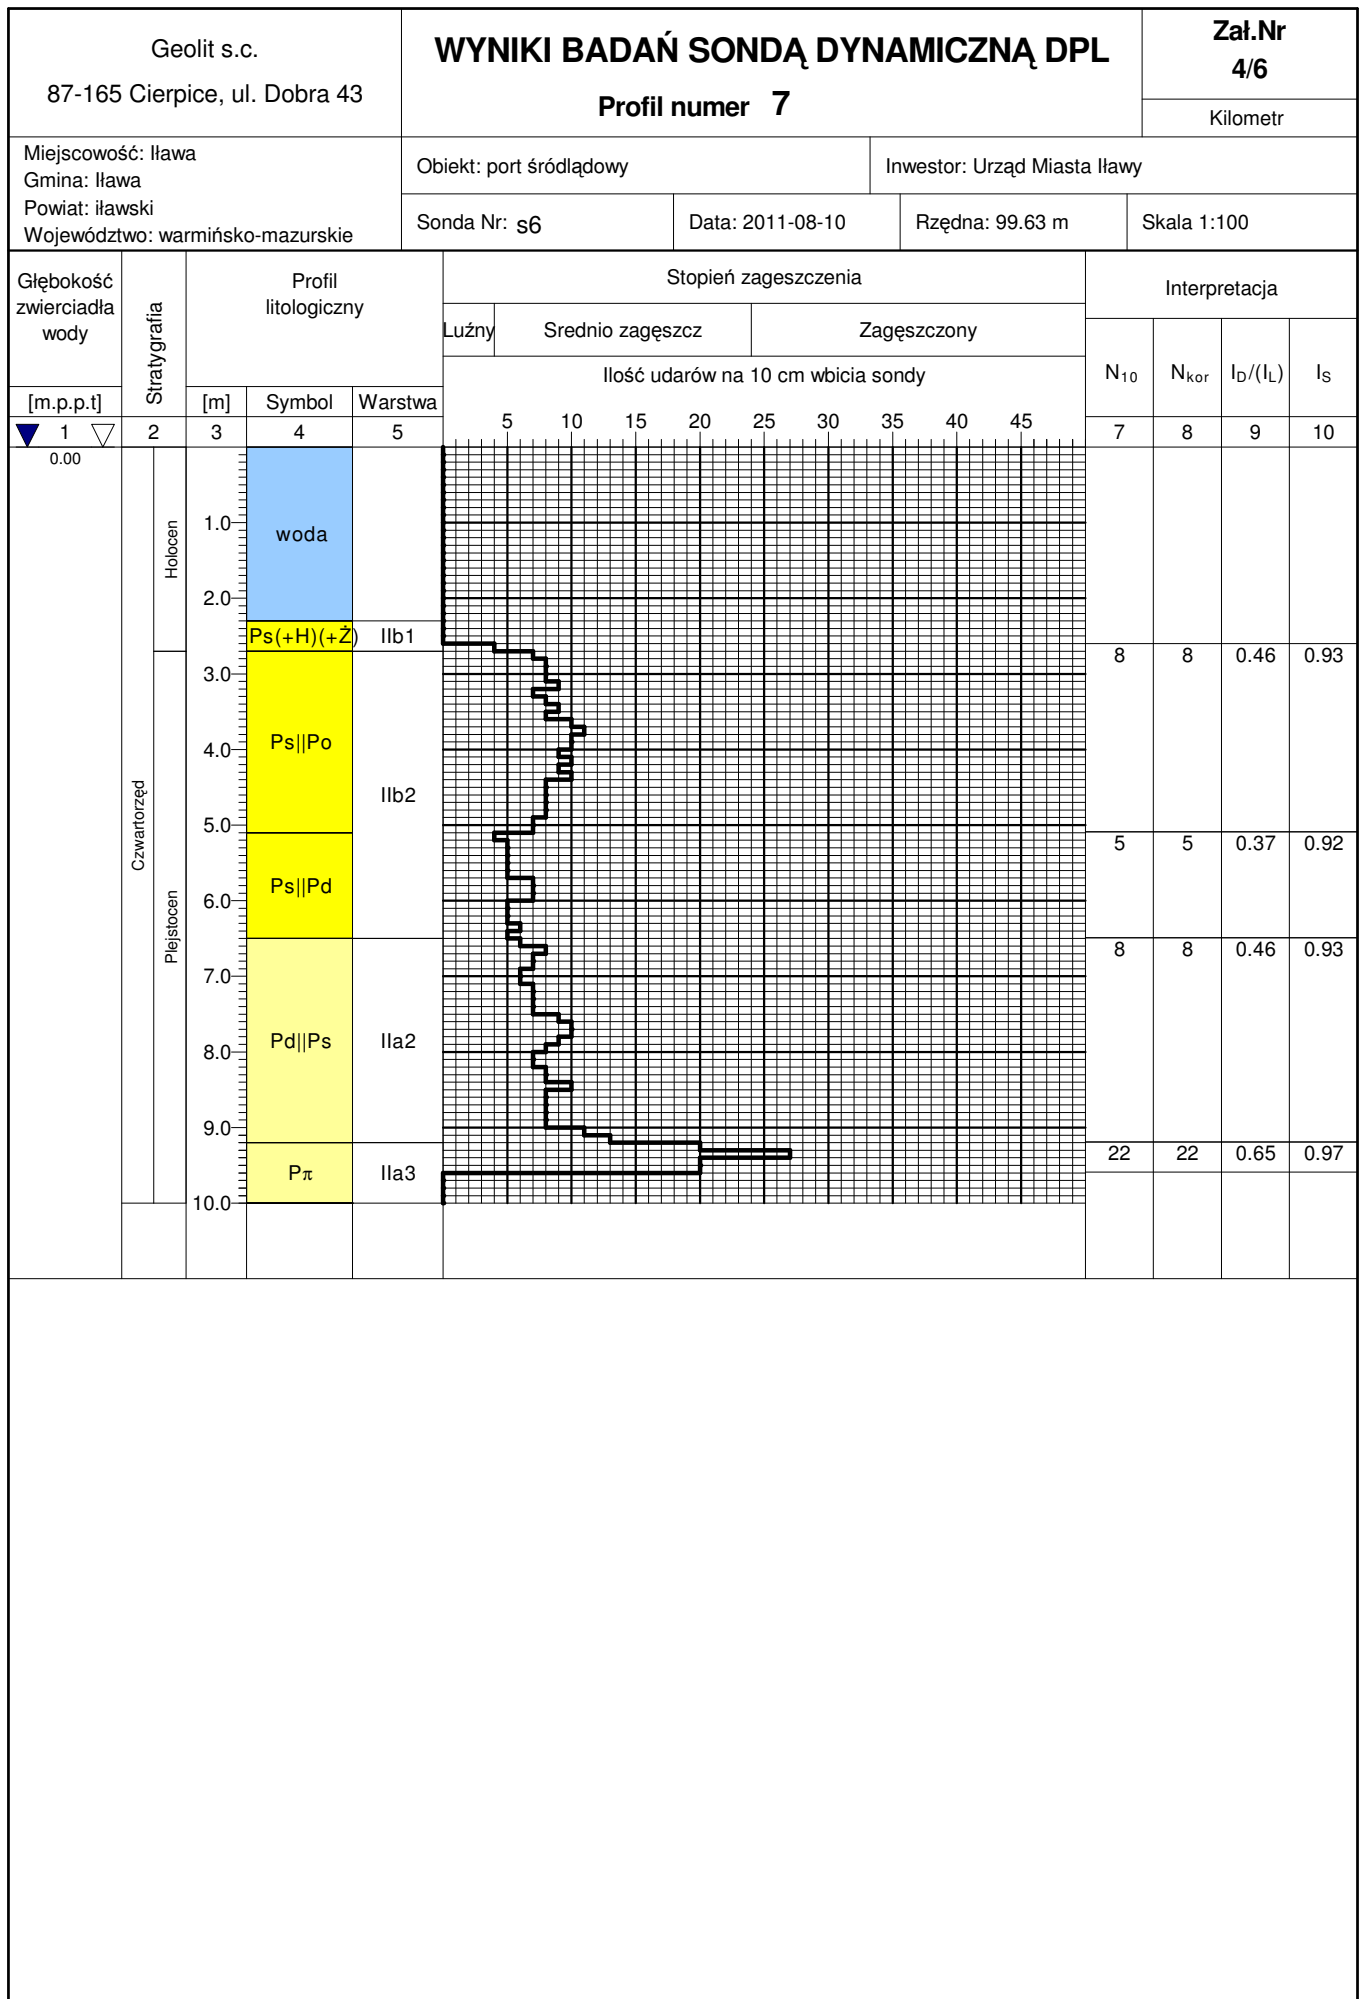 Geolit s.c.
87-165 Cierpice, ul. Dobra 43
WYNIKI BADAŃ SONDĄ DYNAMICZNĄ DPL
Profil numer 7
Zał.Nr
4/6
Kilometr
Miejscowość: Iława
Gmina: Iława
Powiat: iławski
Województwo: warmińsko-mazurskie
Obiekt: port śródlądowy
Inwestor: Urząd Miasta Iławy
Sonda Nr: s6
Data: 2011-08-10
Rzędna: 99.63 m
Skala 1:100
Głębokość
zwierciadła
wody
[m.p.p.t]
Stratygrafia
Profil
litologiczny
[m] Symbol Warstwa
Stopień zageszczenia
Luźny Srednio zagęszcz Zagęszczony
Ilość udarów na 10 cm wbicia sondy
5 10 15 20 25 30 35 40 45
Interpretacja
N10 Nkor ID/(IL) IS
1 2 3 4 5 7 8 9 10
0.00
Czwartorzęd
Holocen
Plejstocen
1.0
2.0
3.0
4.0
5.0
6.0
7.0
8.0
9.0
10.0
woda
Ps(+H)(+Ż) IIb1
Ps||Po
IIb2
Ps||Pd
Pd||Ps IIa2
Pπ IIa3
8 8 0.46 0.93
5 5 0.37 0.92
8 8 0.46 0.93
22 22 0.65 0.97